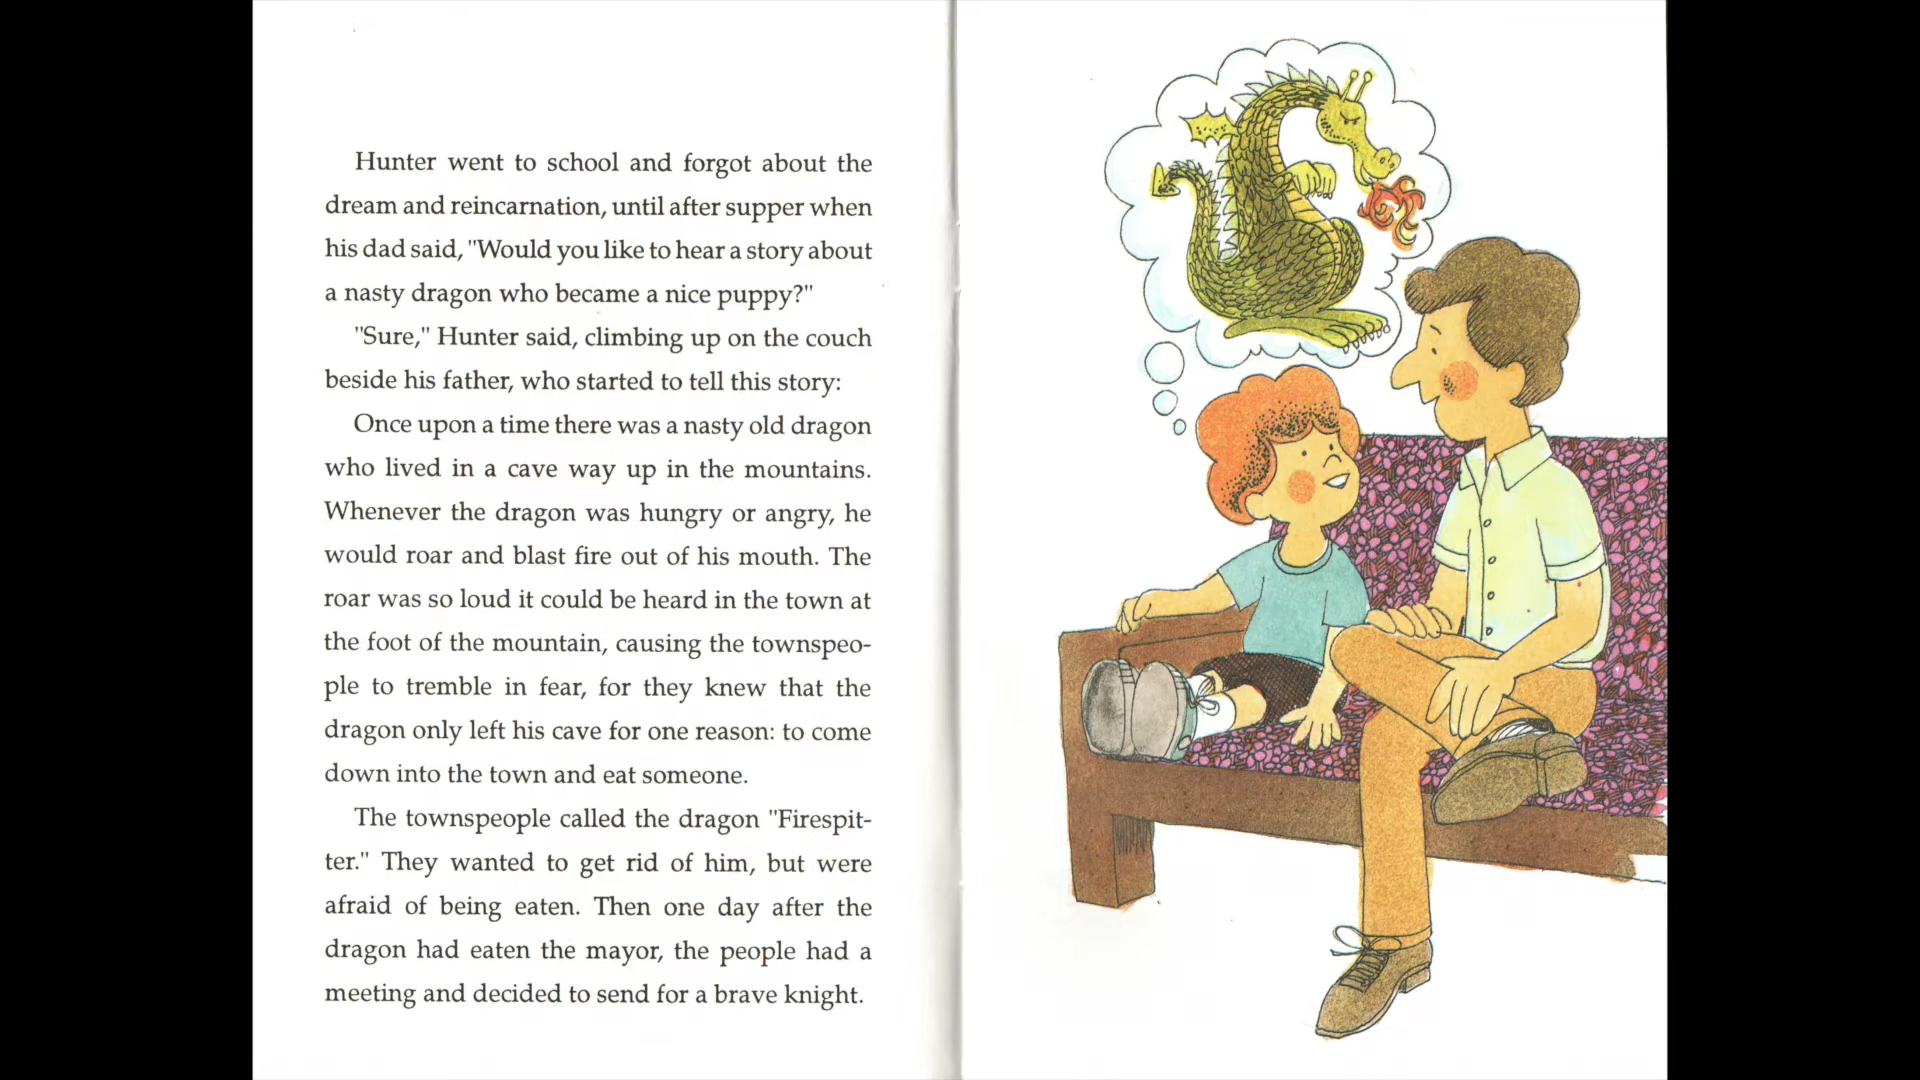 Hunter went to school and forgot about the
dream and reincarnation, until after supper when
his dad said, "Would you like to hear a story about
a nasty dragon who became a nice puppy?"
"Sure," Hunter said, climbing up on the couch
beside his father, who started to tell this story:
Once upon a time there was a nasty old dragon
who lived in a cave way up in the mountains.
Whenever the dragon was hungry or angry, he
would roar and blast fire out of his mouth. The
roar was so loud it could be heard in the town at
the foot of the mountain, causing the townspeo-
ple to tremble in fear, for they knew that the
dragon only left his cave for one reason: to come
down into the town and eat someone.
The townspeople called the dragon "Firespit-
ter." They wanted to get rid of him, but were
afraid of being eaten. Then one day after the
dragon had eaten the mayor, the people had a
meeting and decided to send for a brave knight.